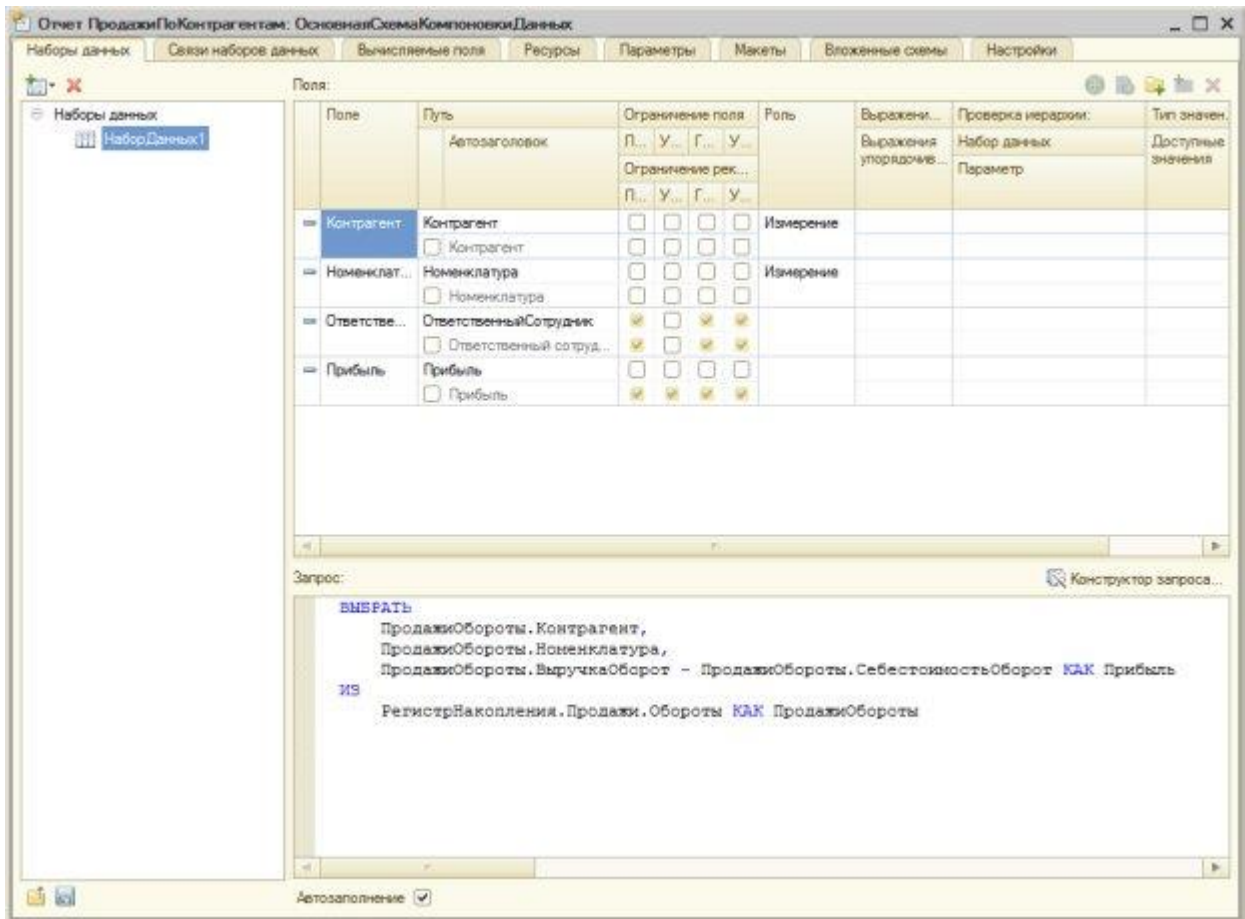 Отчет ПродажиПоКонтрагентам: ОсновнаяСхемаКомпоновкиДанных
Наборы данных Связи наборов данных Вычисляемые поля Ресурсы Параметры Макеты Вложенные схемы Настройки
Поля:
Наборы данных
НаборДанных1
Поле Путь Ограничение поля Роль Выражени... Проверка иерархии: Тип значен.
Автозаголовок П... У... Г... У... Выражения упорядочив... Набор данных Доступные значения
Ограничение рек... Параметр
П... У... Г... У...
Контрагент Контрагент Измерение
Контрагент
Номенклат... Номенклатура Измерение
Номенклатура
Ответстве... ОтветственныйСотрудник
Ответственный сотруд...
Прибыль Прибыль
Прибыль
Запрос: Конструктор запроса...
ВЫБРАТЬ
ПродажиОбороты.Контрагент,
ПродажиОбороты.Номенклатура,
ПродажиОбороты.ВыручкаОборот - ПродажиОбороты.СебестоимостьОборот КАК Прибыль
ИЗ
РегистрНакопления.Продажи.Обороты КАК ПродажиОбороты
Автозаполнение